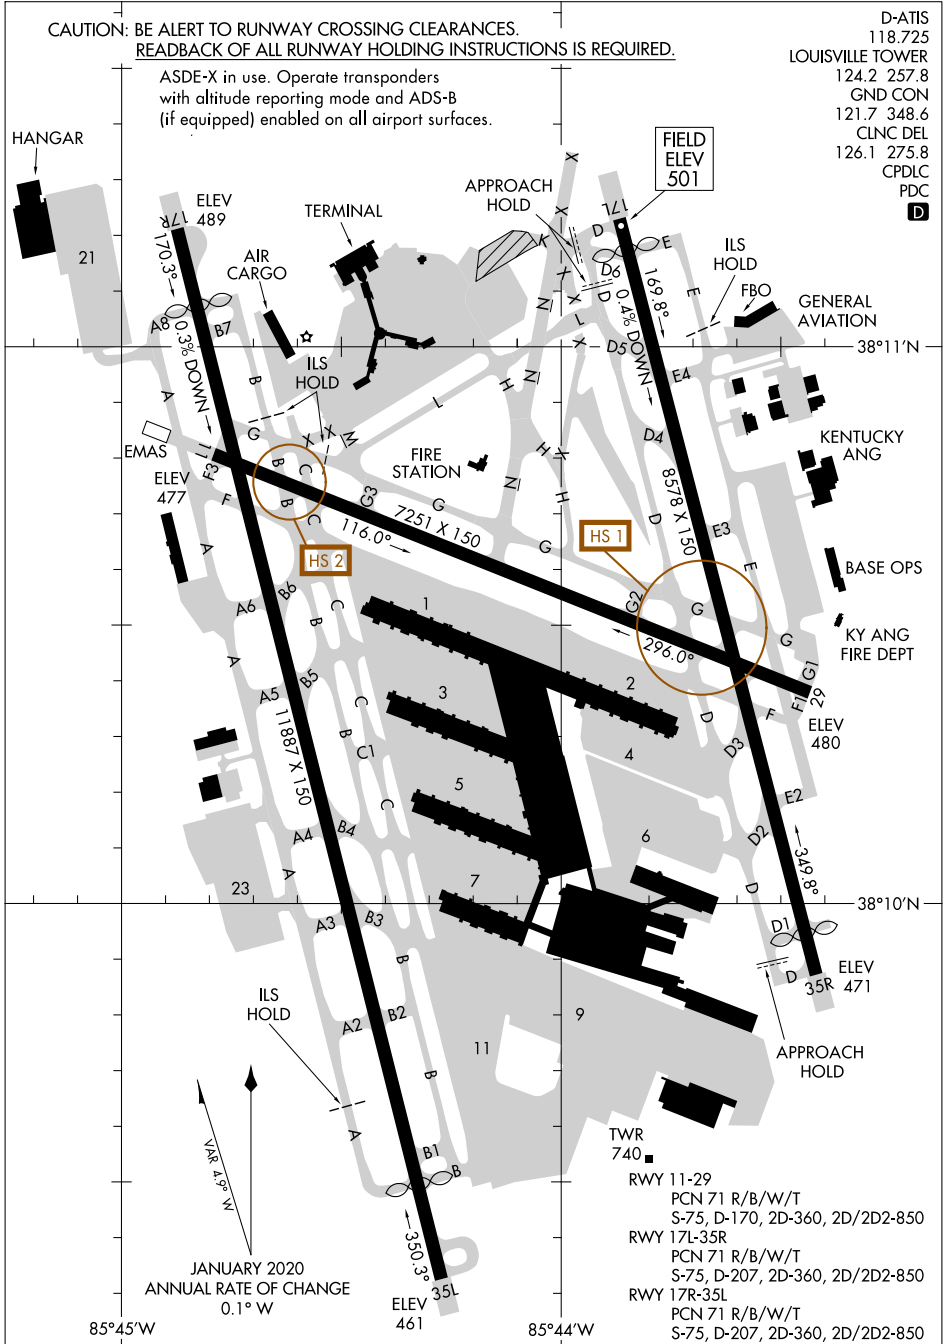 CAUTION: BE ALERT TO RUNWAY CROSSING CLEARANCES.
READBACK OF ALL RUNWAY HOLDING INSTRUCTIONS IS REQUIRED.
ASDE-X in use. Operate transponders
with altitude reporting mode and ADS-B
(if equipped) enabled on all airport surfaces.
D-ATIS
118.725
LOUISVILLE TOWER
124.2 257.8
GND CON
121.7 348.6
CLNC DEL
126.1 275.8
CPDLC
PDC
D
HANGAR
21
17R
ELEV
489
170.3°
AIR
CARGO
TERMINAL
APPROACH
HOLD
FIELD
ELEV
501
17L
X
X
K
X
X
L
X
N
N
N
D
E
D6
D
D5
169.8°
0.4% DOWN
E
ILS
HOLD
FBO
GENERAL
AVIATION
38°11'N
A8
B7
0.3% DOWN
A
B
ILS
HOLD
L
H
H
K
H
E4
D4
D
8578 X 150
E3
E
KENTUCKY
ANG
BASE OPS
KY ANG
FIRE DEPT
EMAS
11
F3
F
ELEV
477
G
X
X
M
B
C
B
C
HS 2
G3
G
G
FIRE
STATION
7251 X 150
116.0°
HS 1
G2
G
296.0°
G
G1
29
F1
F
ELEV
480
A
A6
B6
A
B
C
A5
B5
C
B
C1
C
11887 X 150
1
2
3
4
5
6
7
9
11
23
D
D3
E2
D2
D
349.8°
A4
B4
A
A3
B3
B
A2
B2
B
38°10'N
D1
D
35R
ELEV
471
APPROACH
HOLD
ILS
HOLD
A
B1
B
350.3°
35L
ELEV
461
VAR 4.9° W
JANUARY 2020
ANNUAL RATE OF CHANGE
0.1° W
TWR
740
RWY 11-29
PCN 71 R/B/W/T
S-75, D-170, 2D-360, 2D/2D2-850
RWY 17L-35R
PCN 71 R/B/W/T
S-75, D-207, 2D-360, 2D/2D2-850
RWY 17R-35L
PCN 71 R/B/W/T
S-75, D-207, 2D-360, 2D/2D2-850
85°45'W
85°44'W